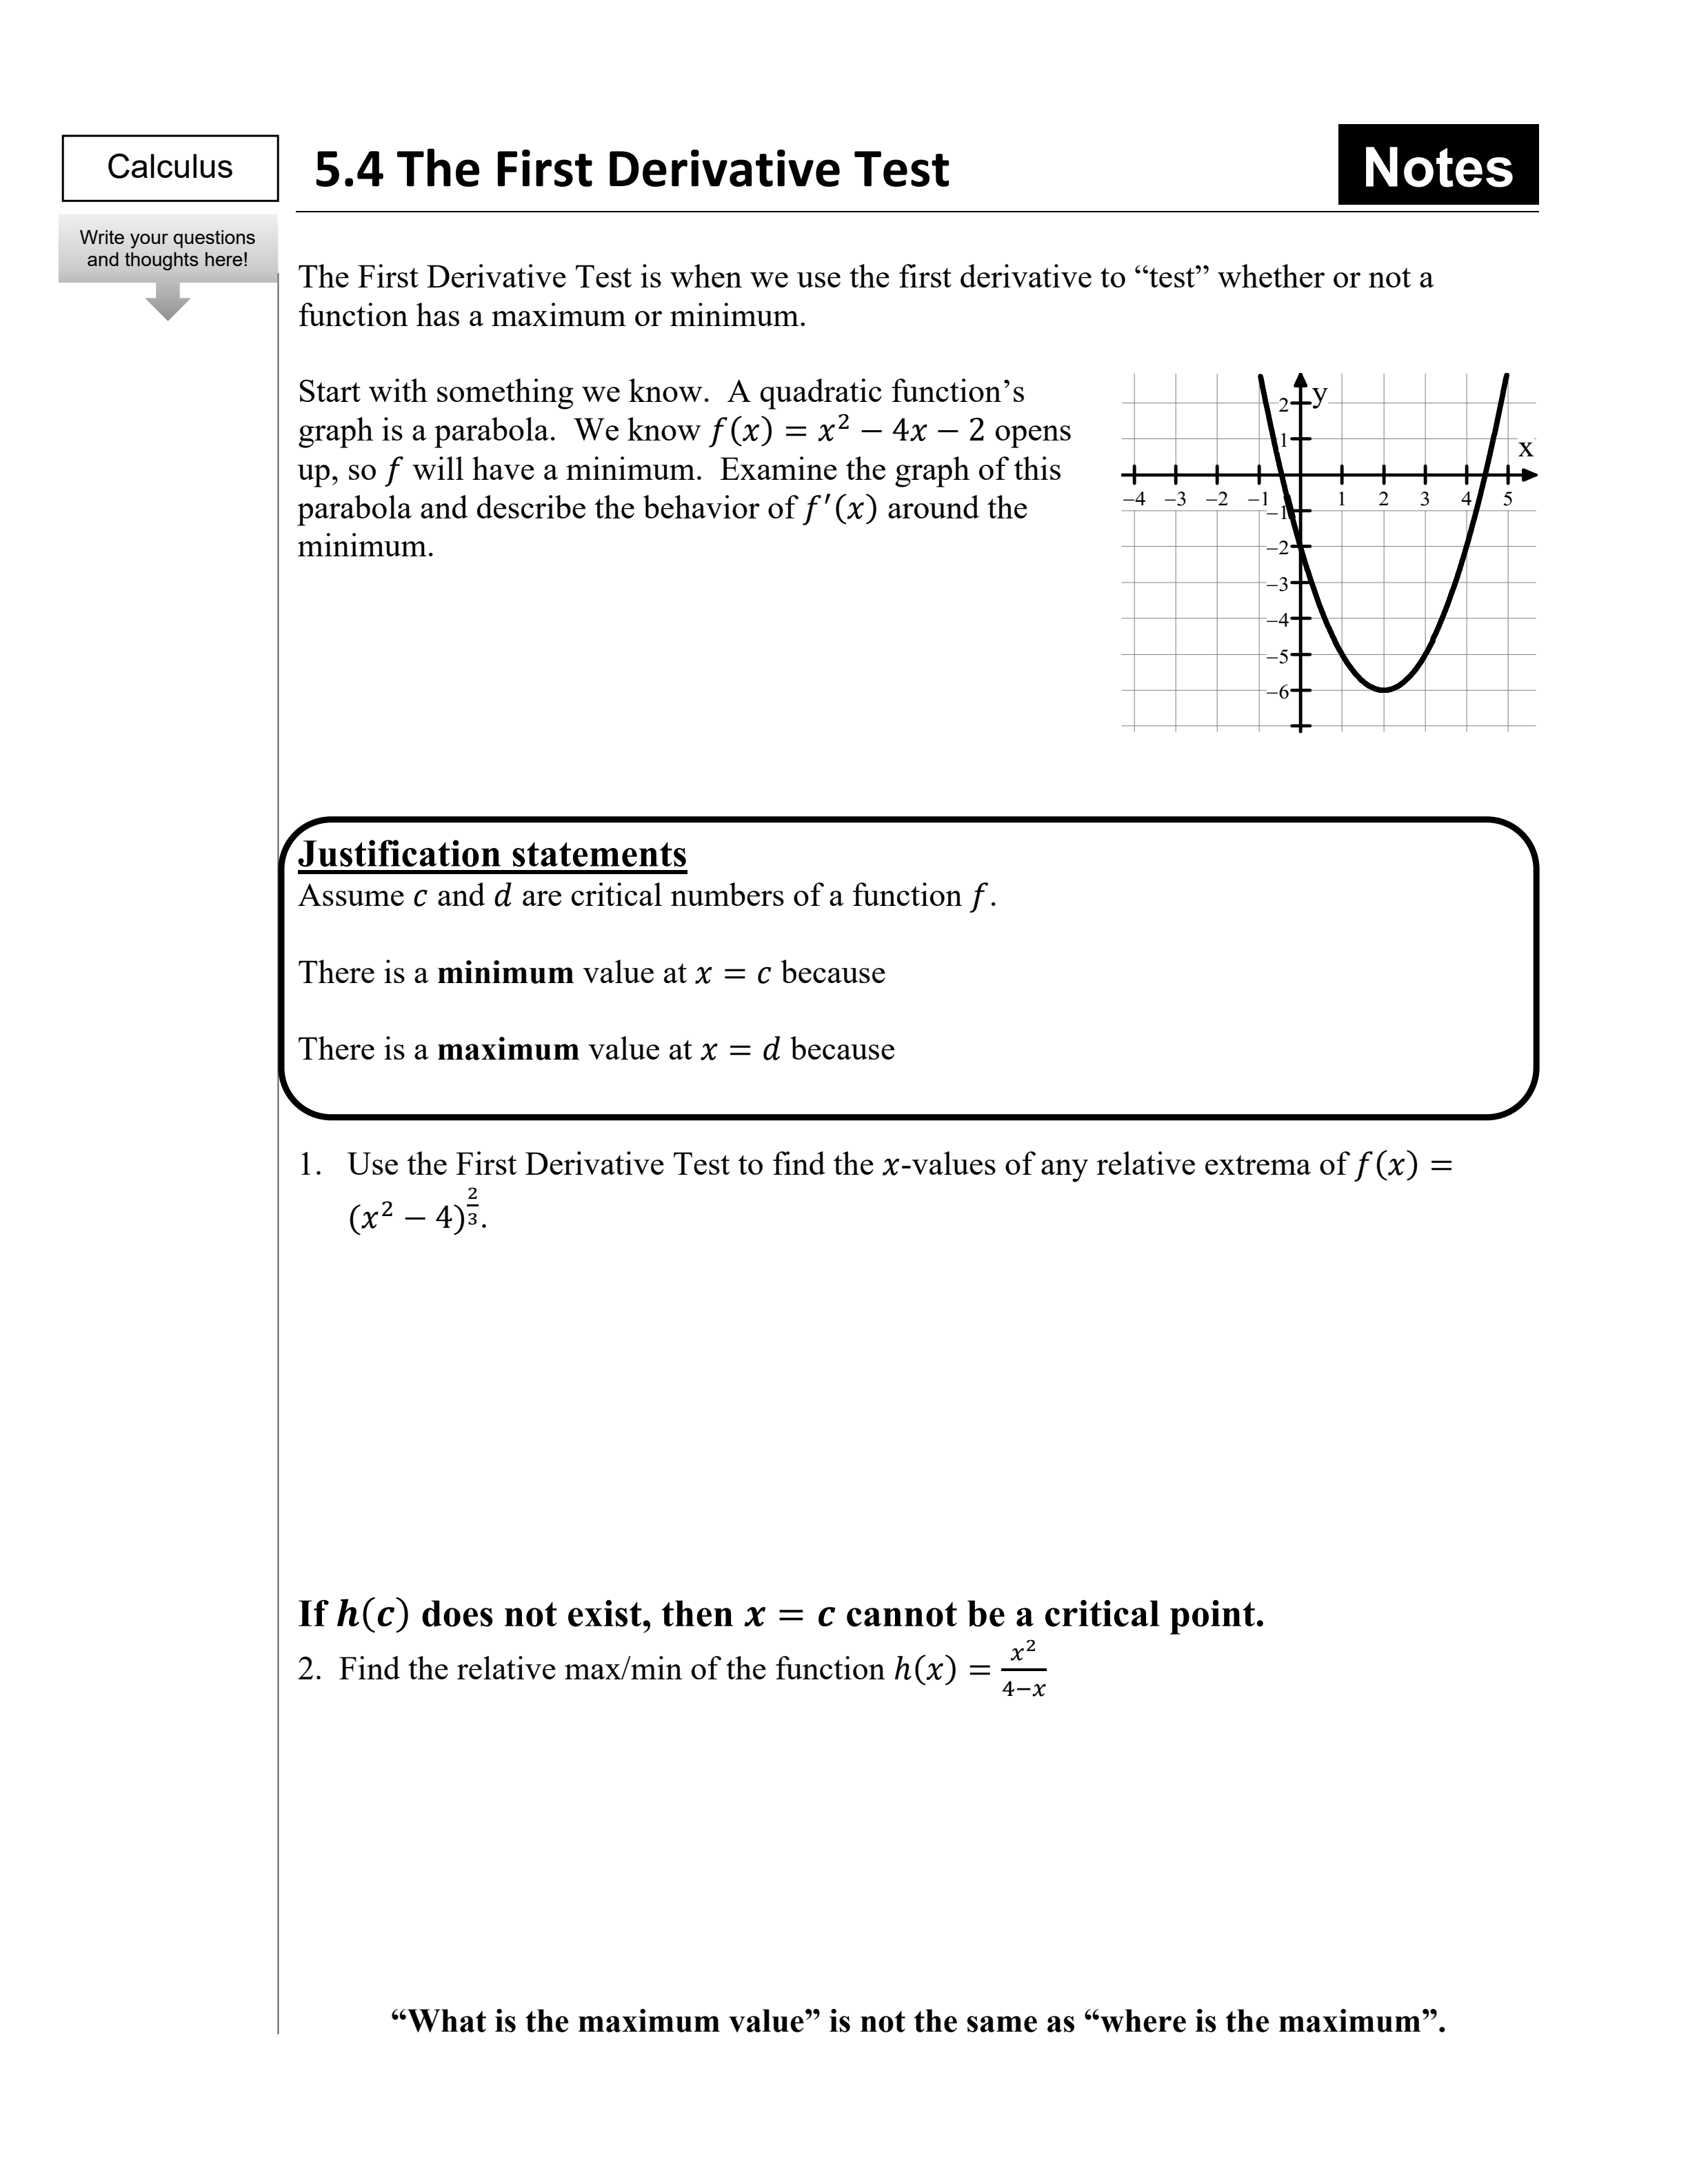 Calculus
5.4 The First Derivative Test
Notes
Write your questions
and thoughts here!
The First Derivative Test is when we use the first derivative to “test” whether or not a
function has a maximum or minimum.
Start with something we know.  A quadratic function’s
graph is a parabola.  We know f(x) = x² − 4x − 2 opens
up, so f will have a minimum.  Examine the graph of this
parabola and describe the behavior of f′(x) around the
minimum.
y
x
2
1
−4 −3 −2 −1 1 2 3 4 5
−1
−2
−3
−4
−5
−6
Justification statements
Assume c and d are critical numbers of a function f.
There is a minimum value at x = c because
There is a maximum value at x = d because
1. Use the First Derivative Test to find the x-values of any relative extrema of f(x) =
(x² − 4)^(2/3).
If h(c) does not exist, then x = c cannot be a critical point.
2. Find the relative max/min of the function h(x) = x²/(4−x)
“What is the maximum value” is not the same as “where is the maximum”.